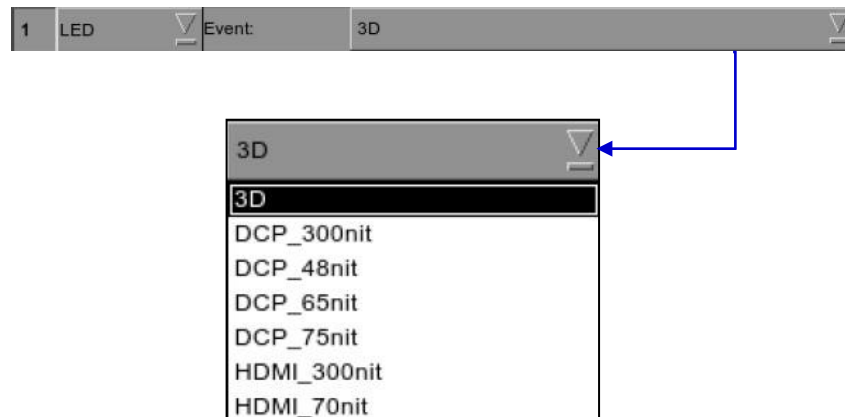 1 LED Event: 3D
3D
3D
DCP_300nit
DCP_48nit
DCP_65nit
DCP_75nit
HDMI_300nit
HDMI_70nit